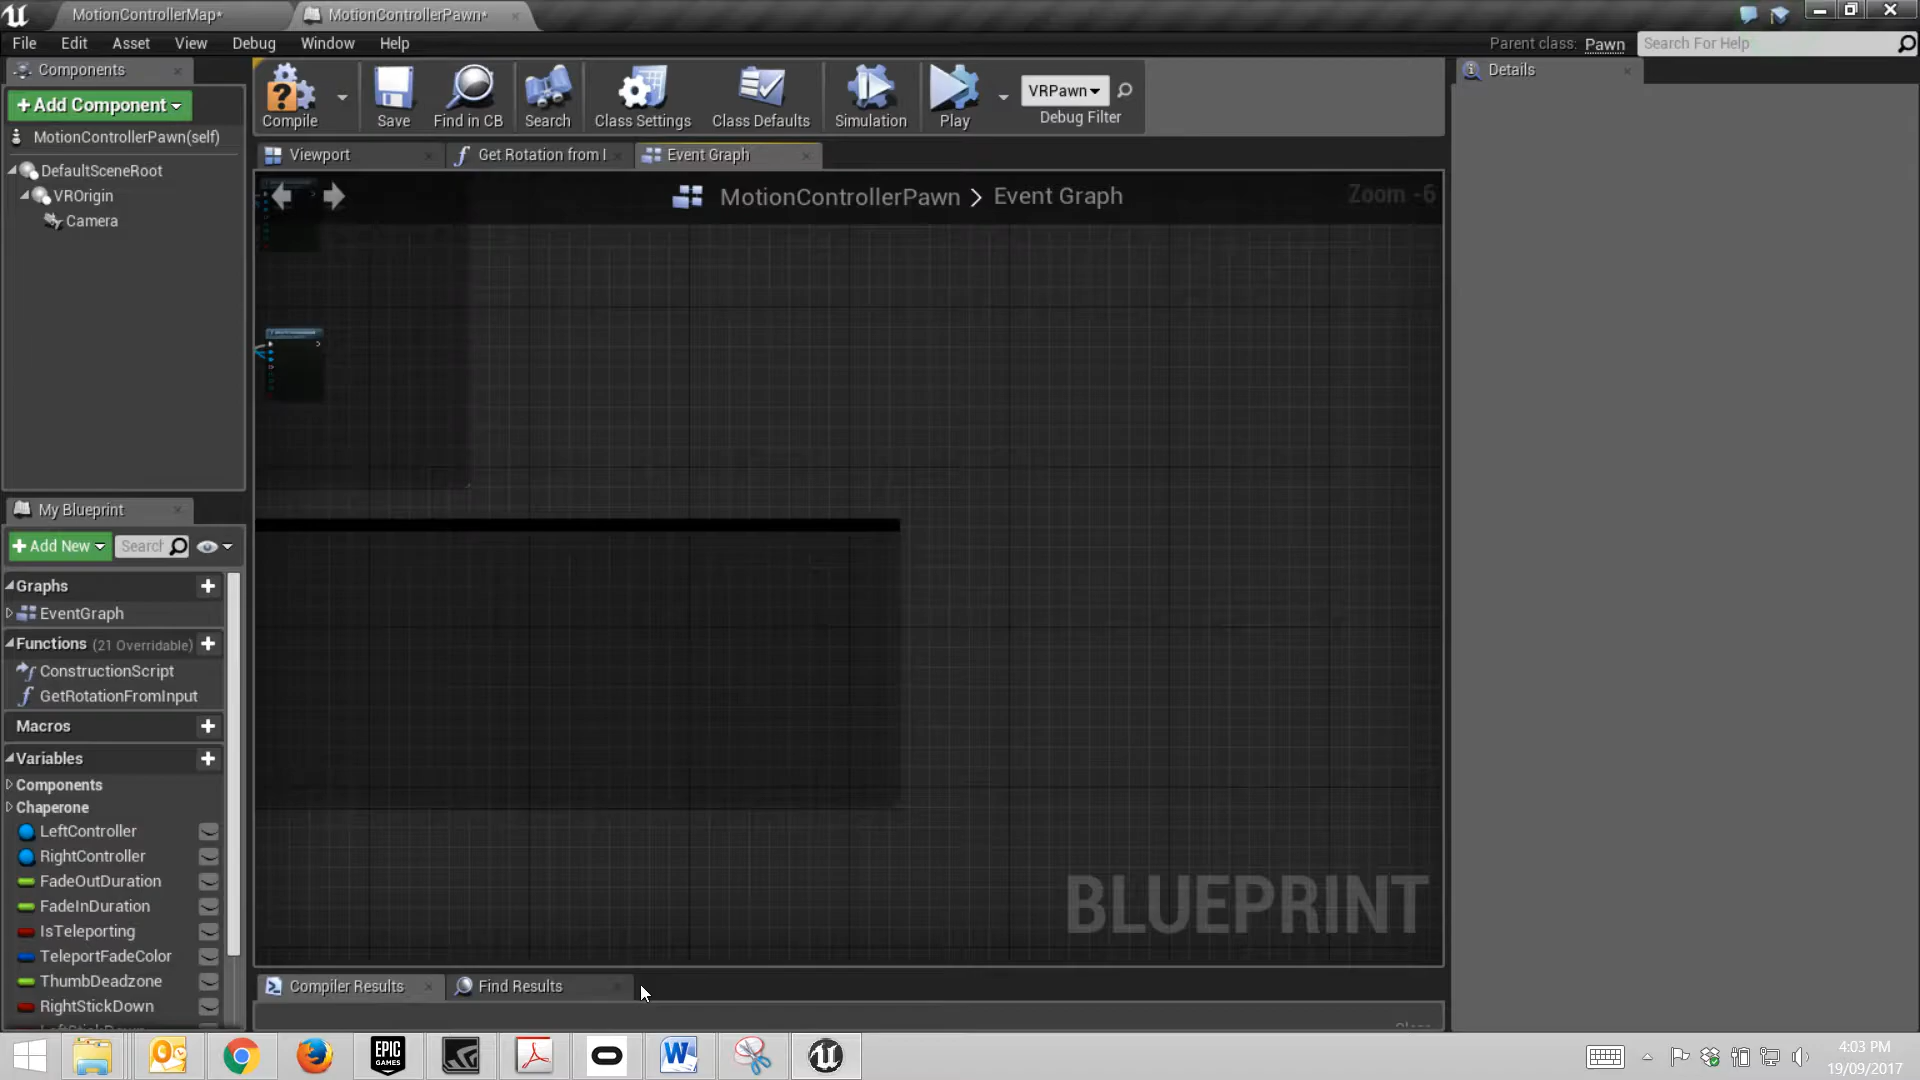 MotionControllerMap*
MotionControllerPawn*
File Edit Asset View Debug Window Help
Parent class: Pawn
Search For Help
Components
Details
+Add Component
Compile Save Find in CB Search Class Settings Class Defaults Simulation Play
VRPawn
Debug Filter
MotionControllerPawn(self)
DefaultSceneRoot
VROrigin
Camera
Viewport
Get Rotation from I
Event Graph
MotionControllerPawn > Event Graph
Zoom -6
My Blueprint
+Add New
Search
Graphs
EventGraph
Functions (21 Overridable)
ConstructionScript
GetRotationFromInput
Macros
Variables
Components
Chaperone
LeftController
RightController
FadeOutDuration
FadeInDuration
IsTeleporting
TeleportFadeColor
ThumbDeadzone
RightStickDown
BLUEPRINT
Compiler Results
Find Results
EPIC
GAMES
4:03 PM
19/09/2017